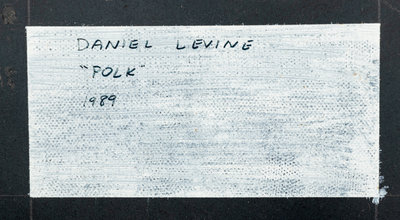 DANIEL LEVINE
"POLK"
1989